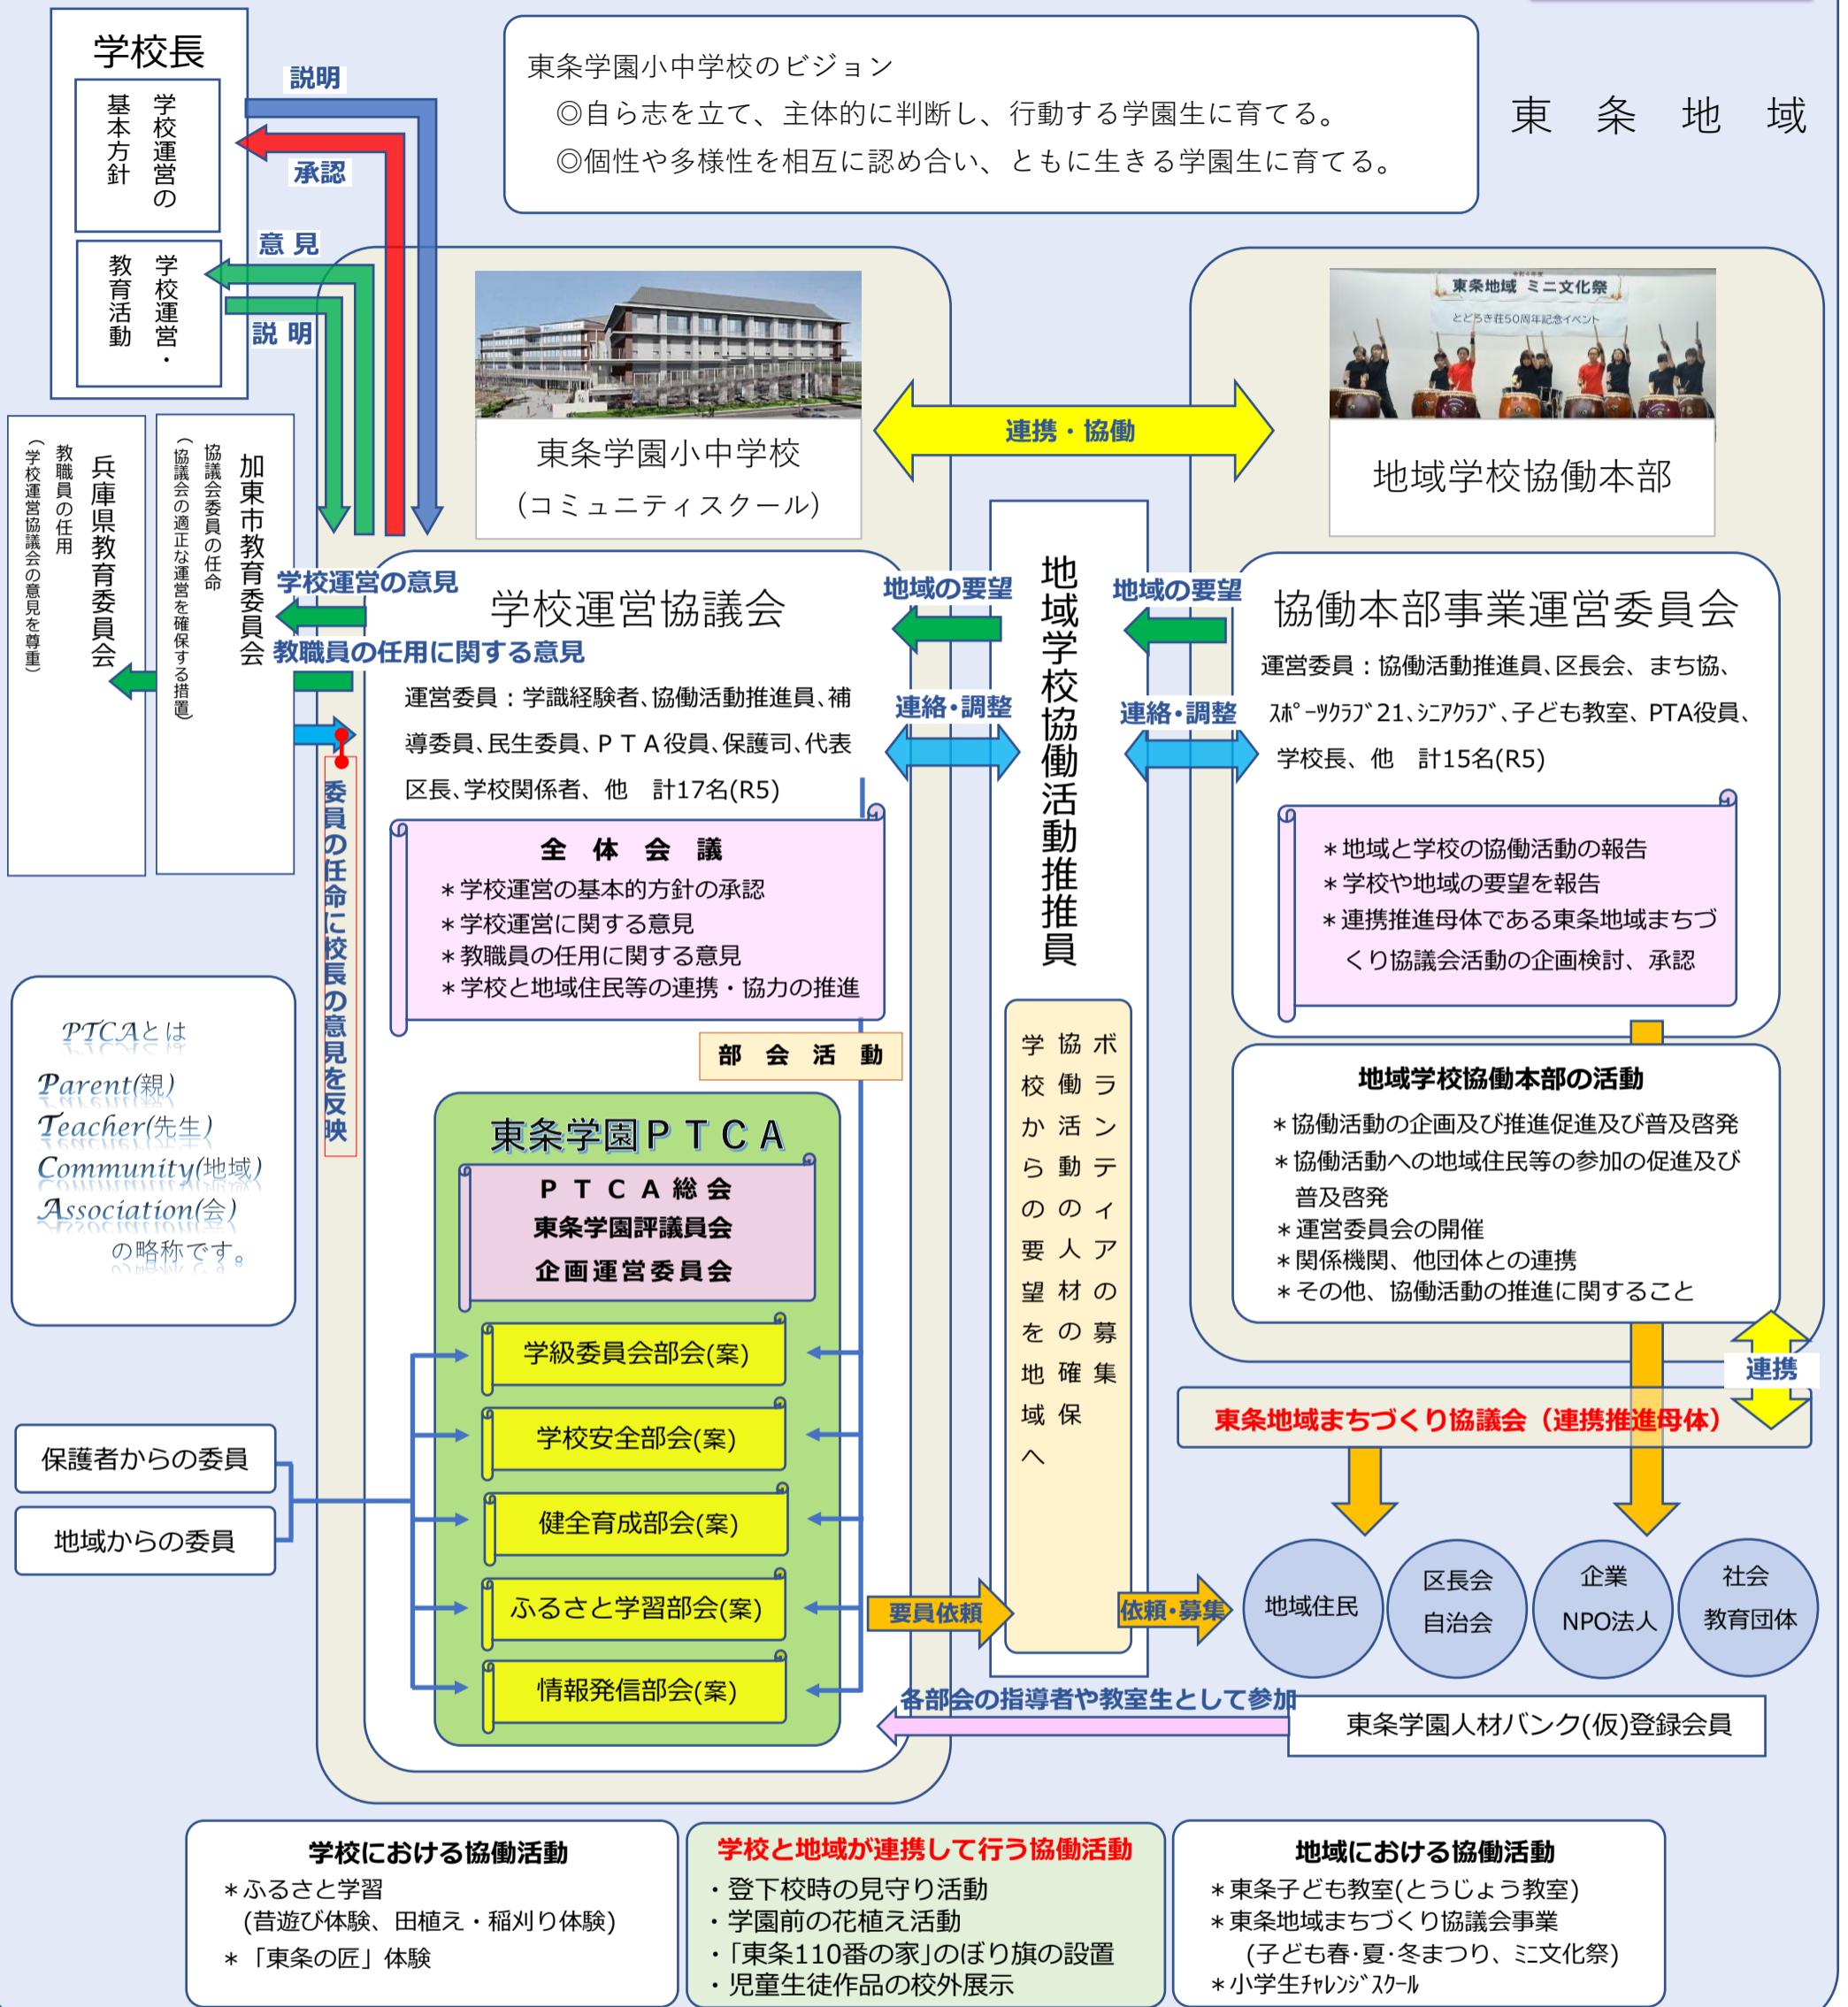 学校長
学校運営の
基本方針
学校運営・
教育活動
説明
承認
意 見
説 明
東条学園小中学校のビジョン
◎自ら志を立て、主体的に判断し、行動する学園生に育てる。
◎個性や多様性を相互に認め合い、ともに生きる学園生に育てる。
東 条 地 域
兵庫県教育委員会
教職員の任用
(学校運営協議会の意見を尊重)
加東市教育委員会
協議会委員の任命
(協議会の適正な運営を確保する措置)
東条学園小中学校
(コミュニティスクール)
連携・協働
東条地域 ミニ文化祭
とどろき荘50周年記念イベント
地域学校協働本部
学校運営の意見
教職員の任用に関する意見
委員の任命に校長の意見を反映
学校運営協議会
運営委員：学識経験者、協働活動推進員、補
導委員、民生委員、ＰＴＡ役員、保護司、代表
区長、学校関係者、他 計17名(R5)
全 体 会 議
＊学校運営の基本的方針の承認
＊学校運営に関する意見
＊教職員の任用に関する意見
＊学校と地域住民等の連携・協力の推進
部 会 活 動
地域の要望
連絡・調整
地域学校協働活動推推員
地域の要望
連絡・調整
ボランティアの募集
協働活動の人材の確保
学校からの要望を地域へ
協働本部事業運営委員会
運営委員：協働活動推進員、区長会、まち協、
ｽﾎﾟｰﾂｸﾗﾌﾞ21、ｼﾆｱｸﾗﾌﾞ、子ども教室、PTA役員、
学校長、他 計15名(R5)
＊地域と学校の協働活動の報告
＊学校や地域の要望を報告
＊連携推進母体である東条地域まちづ
くり協議会活動の企画検討、承認
地域学校協働本部の活動
＊協働活動の企画及び推進促進及び普及啓発
＊協働活動への地域住民等の参加の促進及び
普及啓発
＊運営委員会の開催
＊関係機関、他団体との連携
＊その他、協働活動の推進に関すること
連携
東条地域まちづくり協議会（連携推進母体）
PTCAとは
Parent(親)
Teacher(先生)
Community(地域)
Association(会)
の略称です。
保護者からの委員
地域からの委員
東条学園ＰＴＣＡ
ＰＴＣＡ総会
東条学園評議員会
企画運営委員会
学級委員会部会(案)
学校安全部会(案)
健全育成部会(案)
ふるさと学習部会(案)
情報発信部会(案)
要員依頼
依頼・募集
地域住民
区長会
自治会
企業
NPO法人
社会
教育団体
各部会の指導者や教室生として参加
東条学園人材バンク(仮)登録会員
学校における協働活動
＊ふるさと学習
(昔遊び体験、田植え・稲刈り体験)
＊「東条の匠」体験
学校と地域が連携して行う協働活動
・登下校時の見守り活動
・学園前の花植え活動
・「東条110番の家」のぼり旗の設置
・児童生徒作品の校外展示
地域における協働活動
＊東条子ども教室(とうじょう教室)
＊東条地域まちづくり協議会事業
(子ども春・夏・冬まつり、ミニ文化祭)
＊小学生ﾁｬﾚﾝｼﾞｽｸｰﾙ